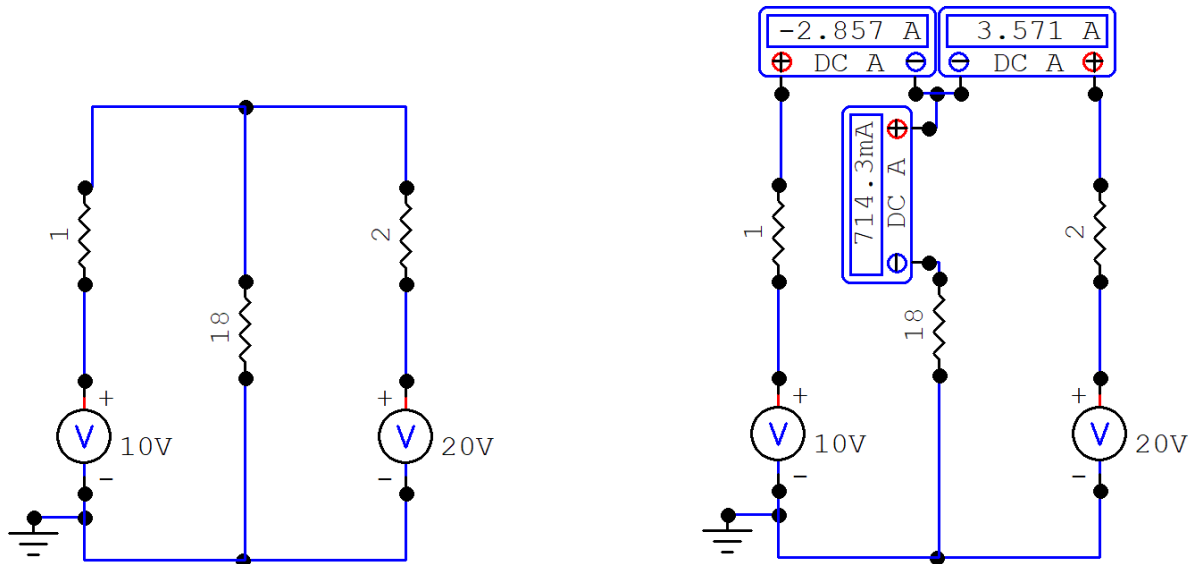 1
2
18
+
+
V
10V
V
20V
-
-
-2.857 A
+ DC A -
3.571 A
- DC A +
714.3mA
+ DC A -
1
2
18
+
+
V
10V
V
20V
-
-